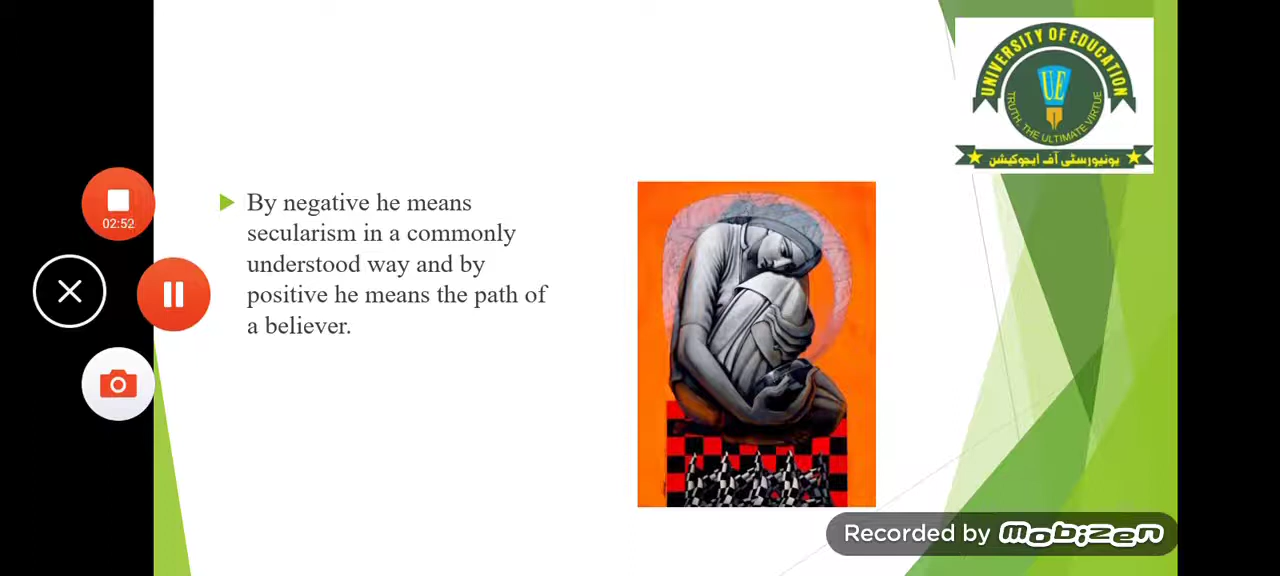 UNIVERSITY OF EDUCATION
UE
TRUTH, THE ULTIMATE VIRTUE
یونیورسٹی آف ایجوکیشن
By negative he means
secularism in a commonly
understood way and by
positive he means the path of
a believer.
02:52
Recorded by mobizen